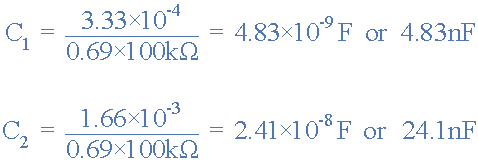 C₁ = 3.33×10⁻⁴ / 0.69×100kΩ = 4.83×10⁻⁹ F or 4.83nF
C₂ = 1.66×10⁻³ / 0.69×100kΩ = 2.41×10⁻⁸ F or 24.1nF